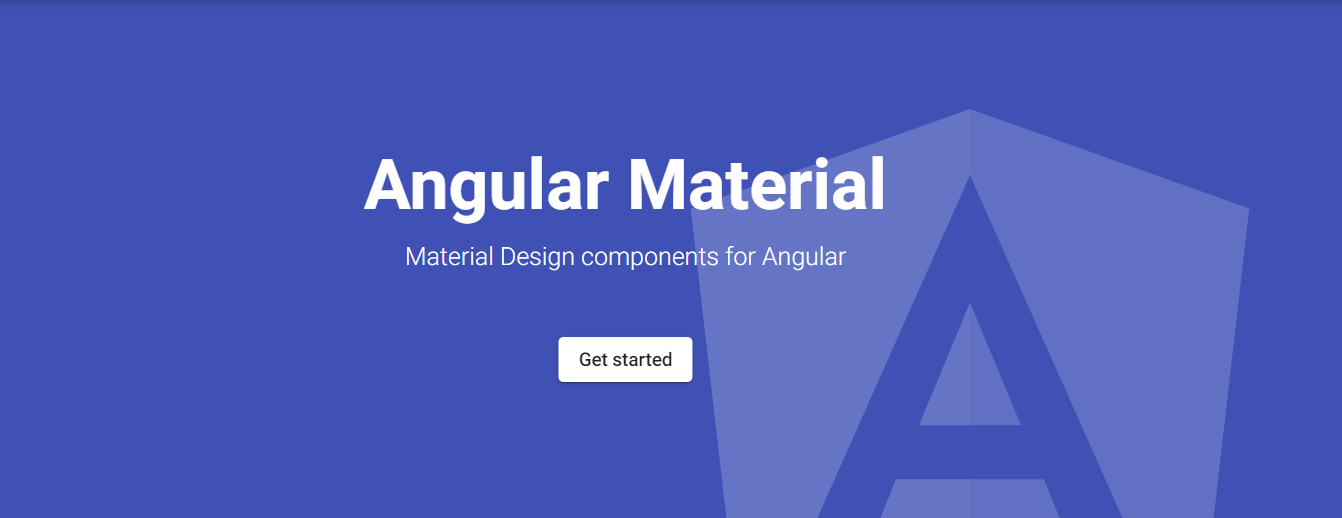 Angular Material
Material Design components for Angular
Get started